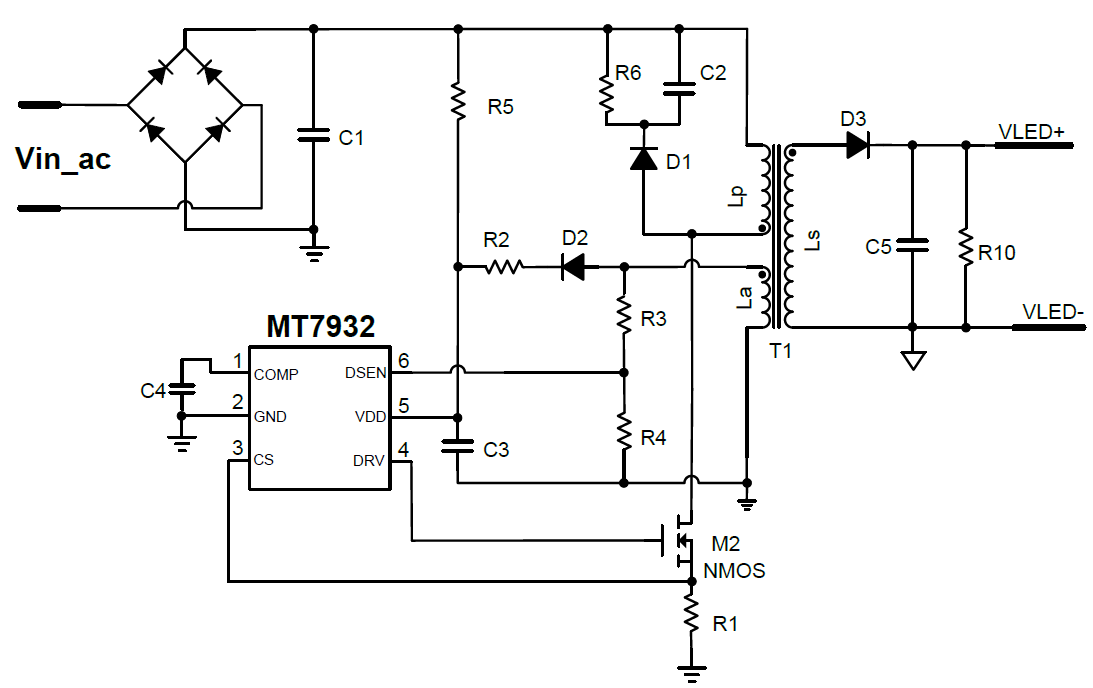 R6
C2
R5
C1
D3
VLED+
Vin_ac
D1
Lp
Ls
R2
D2
C5
R10
La
R3
VLED-
MT7932
T1
1
COMP
DSEN
6
C4
2
GND
VDD
5
3
CS
DRV
4
R4
C3
M2
NMOS
R1